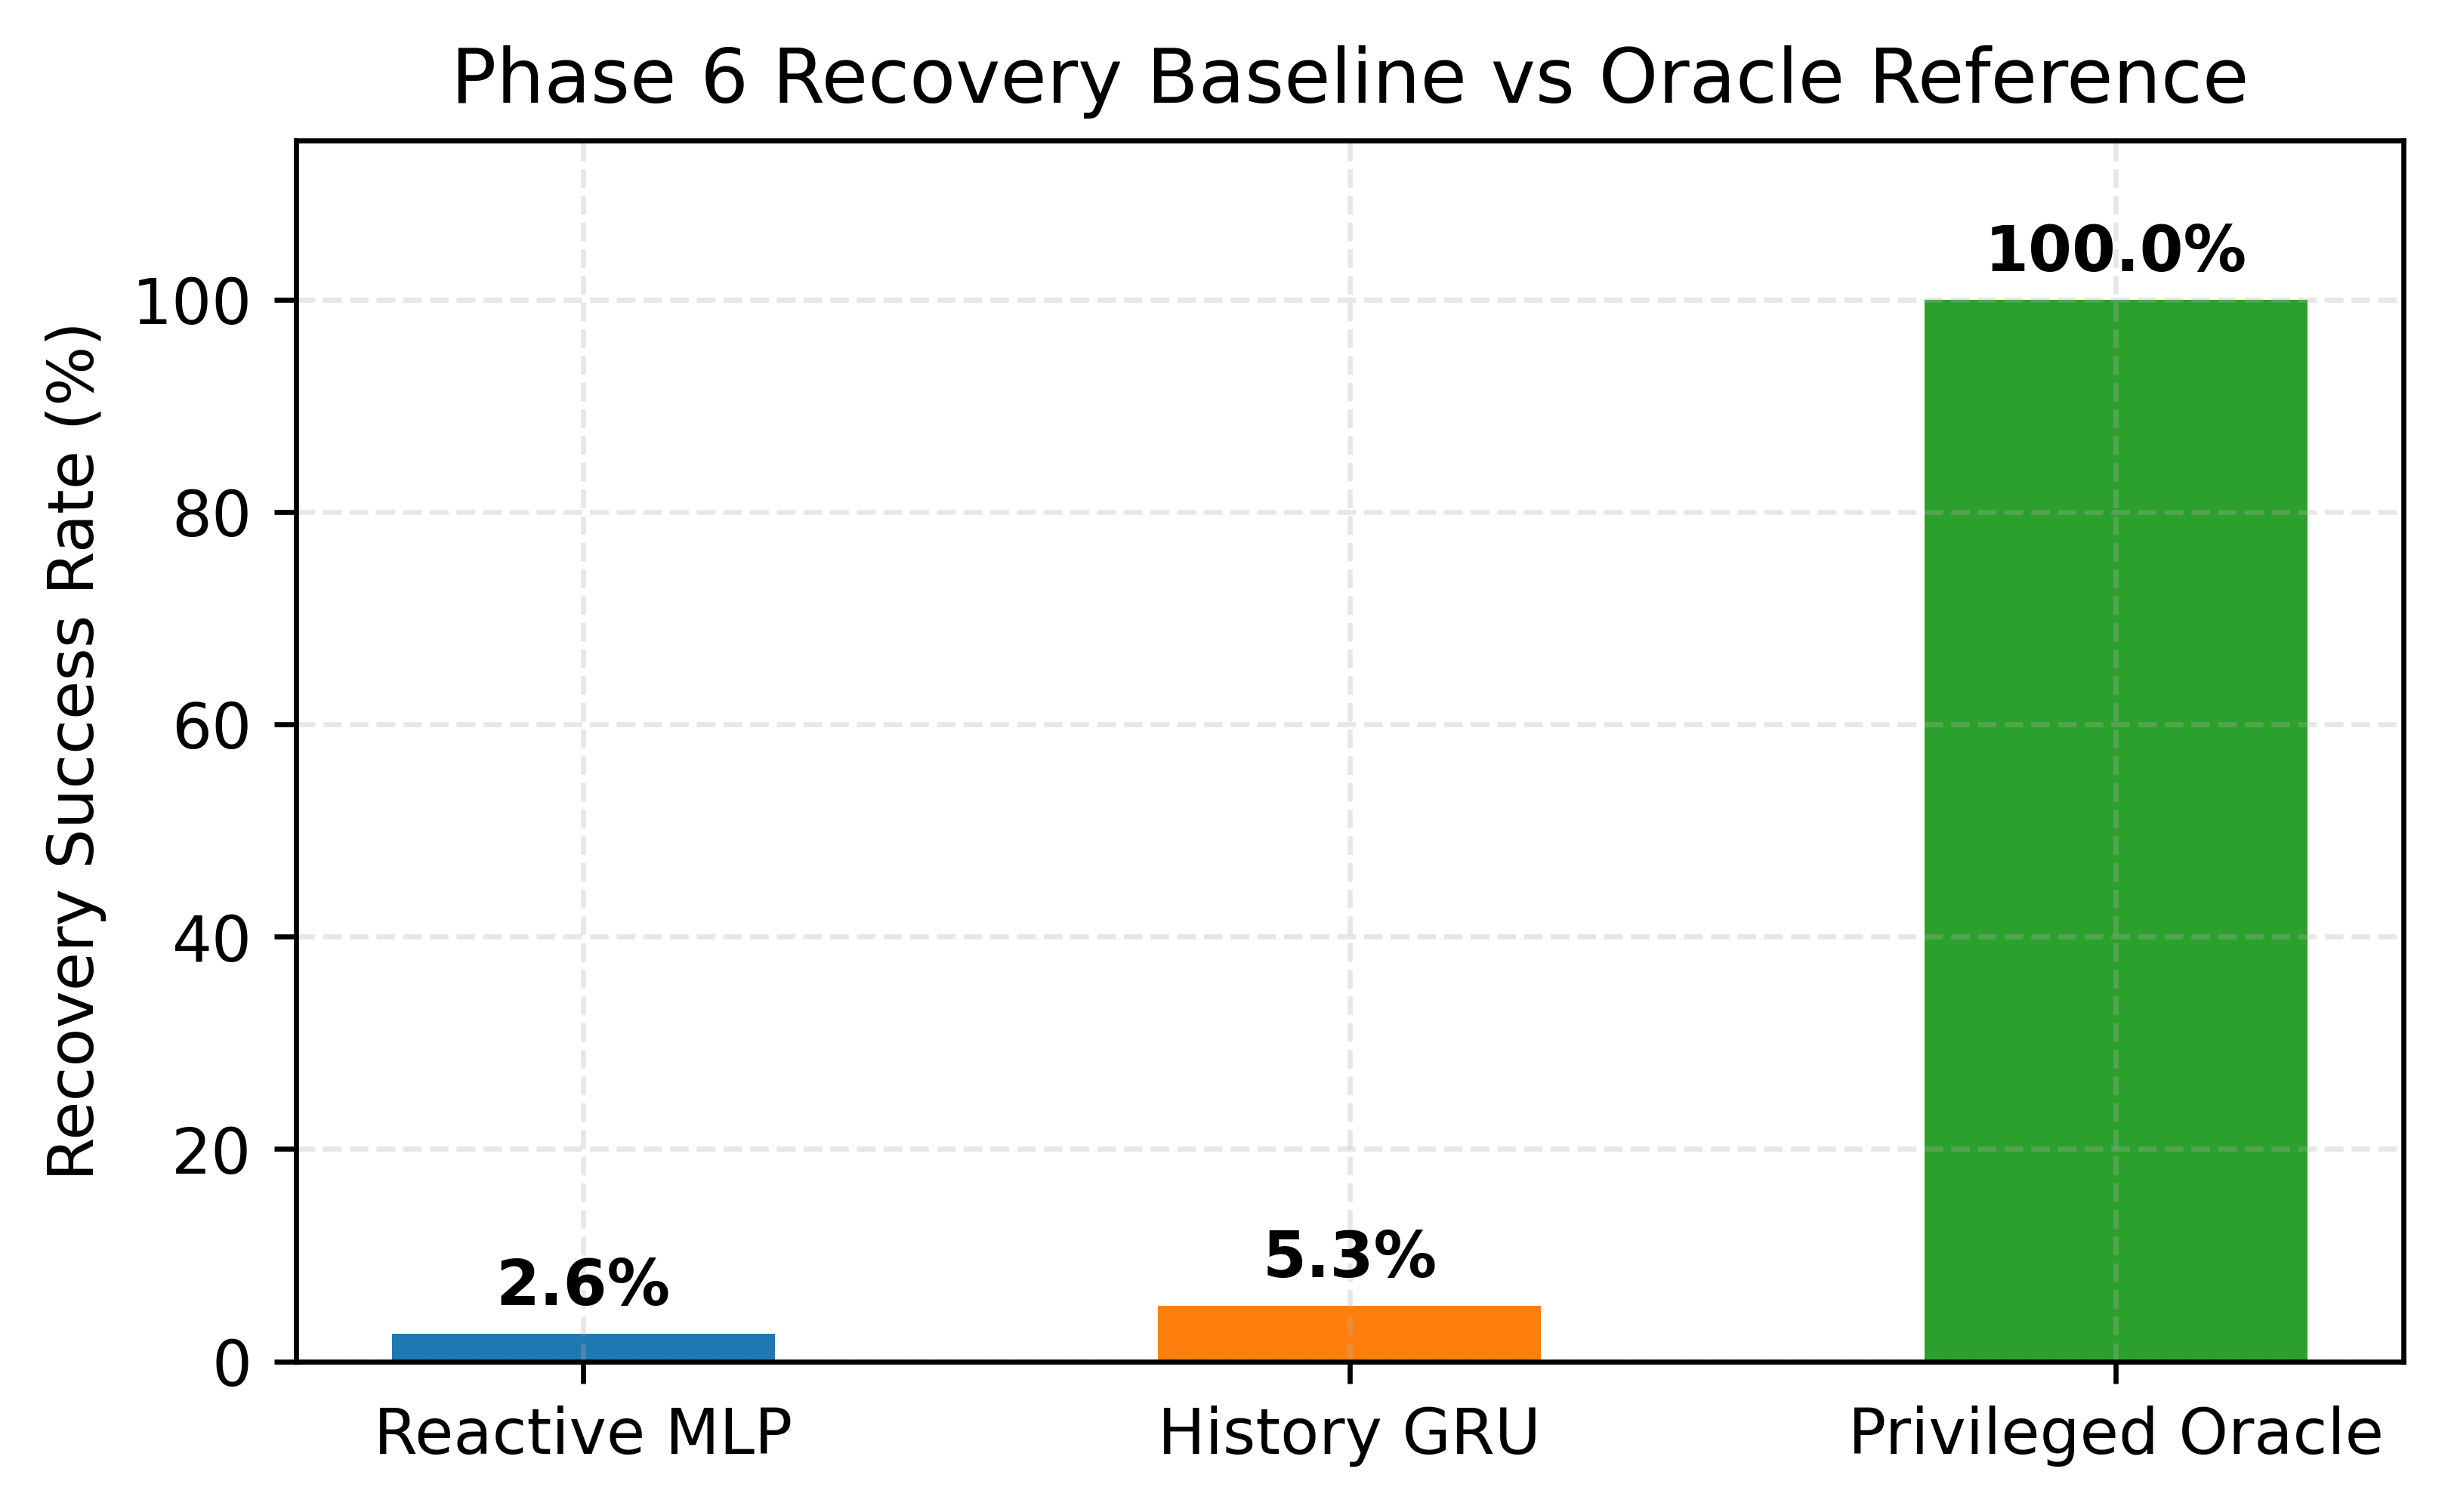 Phase 6 Recovery Baseline vs Oracle Reference
Recovery Success Rate (%)
100
80
60
40
20
0
2.6%
5.3%
100.0%
Reactive MLP
History GRU
Privileged Oracle